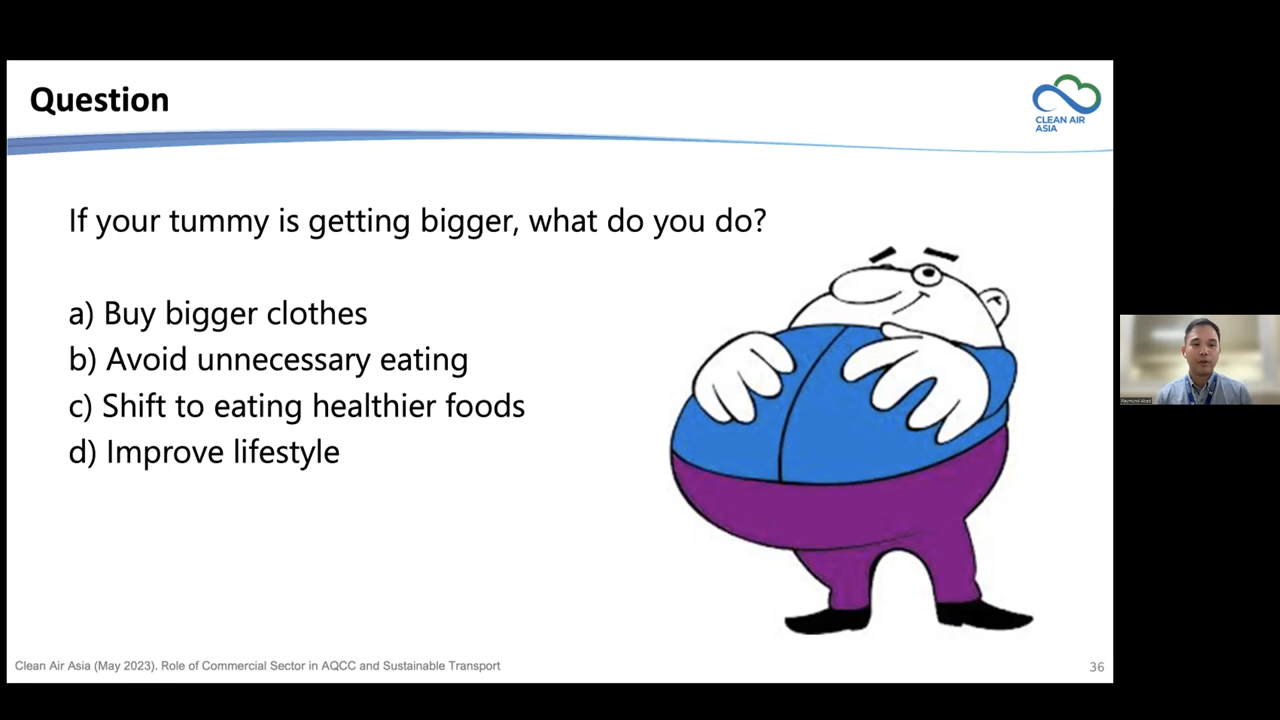 Question
CLEAN AIR
ASIA
If your tummy is getting bigger, what do you do?
a) Buy bigger clothes
b) Avoid unnecessary eating
c) Shift to eating healthier foods
d) Improve lifestyle
Raymund Abad
Clean Air Asia (May 2023). Role of Commercial Sector in AQCC and Sustainable Transport
36